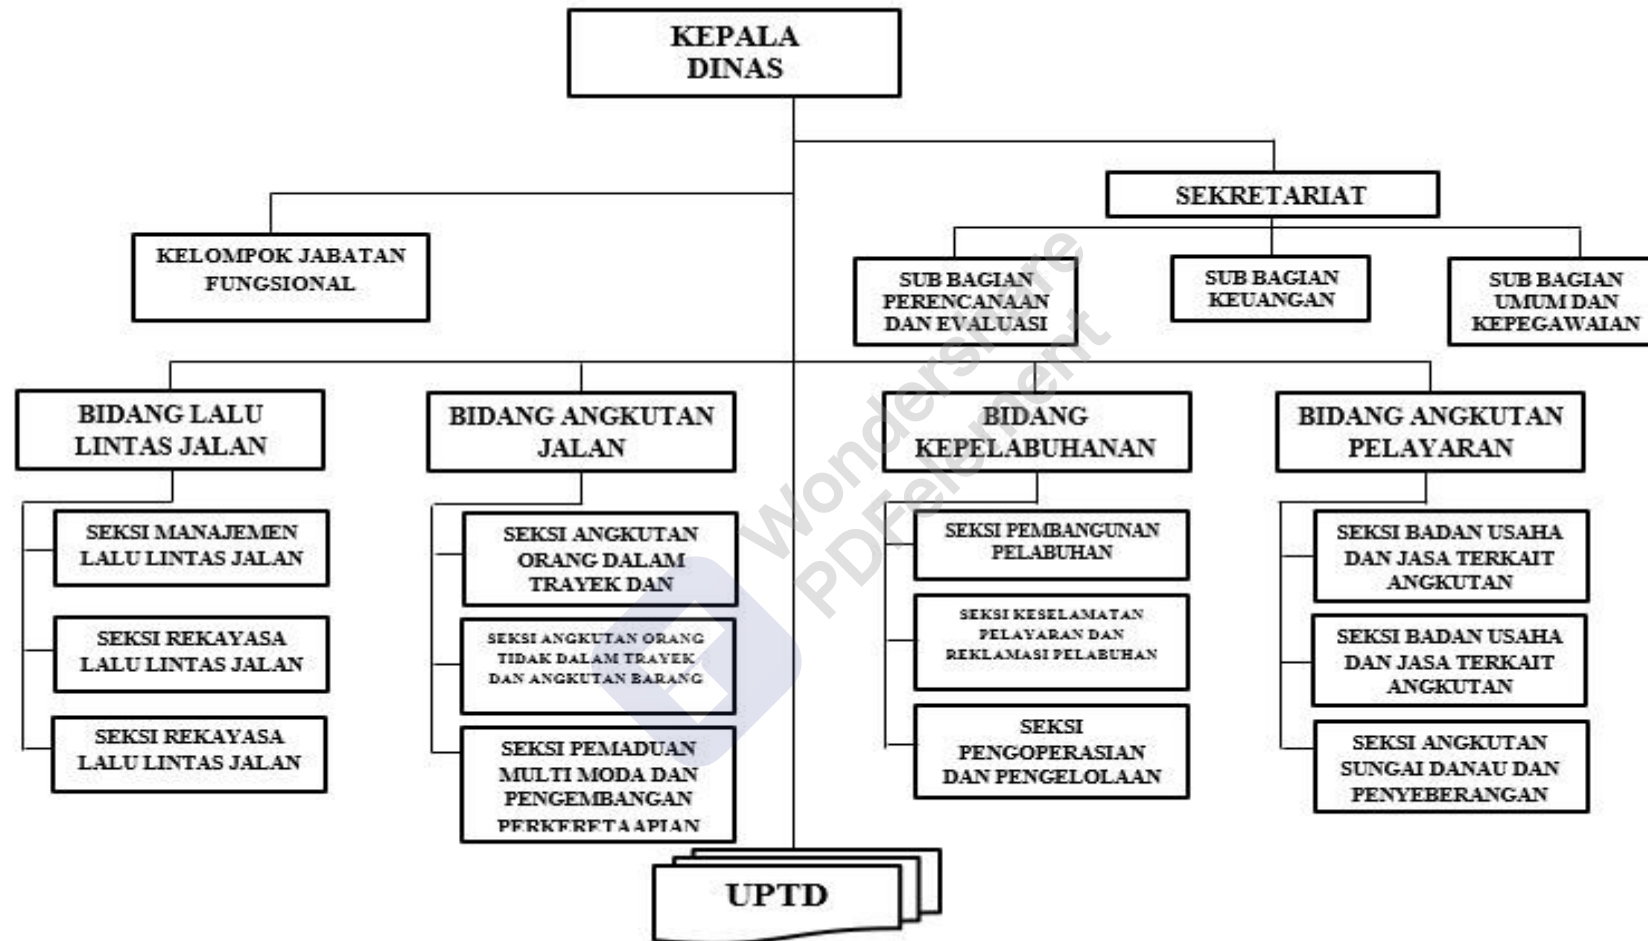 KEPALA
DINAS
SEKRETARIAT
KELOMPOK JABATAN
FUNGSIONAL
SUB BAGIAN
PERENCANAAN
DAN EVALUASI
SUB BAGIAN
KEUANGAN
SUB BAGIAN
UMUM DAN
KEPEGAWAIAN
BIDANG LALU
LINTAS JALAN
BIDANG ANGKUTAN
JALAN
BIDANG
KEPELABUHANAN
BIDANG ANGKUTAN
PELAYARAN
SEKSI MANAJEMEN
LALU LINTAS JALAN
SEKSI REKAYASA
LALU LINTAS JALAN
SEKSI REKAYASA
LALU LINTAS JALAN
SEKSI ANGKUTAN
ORANG DALAM
TRAYEK DAN
SEKSI ANGKUTAN ORANG
TIDAK DALAM TRAYEK
DAN ANGKUTAN BARANG
SEKSI PEMADUAN
MULTI MODA DAN
PENGEMBANGAN
PERKERETAAPIAN
SEKSI PEMBANGUNAN
PELABUHAN
SEKSI KESELAMATAN
PELAYARAN DAN
REKLAMASI PELABUHAN
SEKSI
PENGOPERASIAN
DAN PENGELOLAAN
SEKSI BADAN USAHA
DAN JASA TERKAIT
ANGKUTAN
SEKSI BADAN USAHA
DAN JASA TERKAIT
ANGKUTAN
SEKSI ANGKUTAN
SUNGAI DANAU DAN
PENYEBERANGAN
UPTD
Wondershare
PDFelement